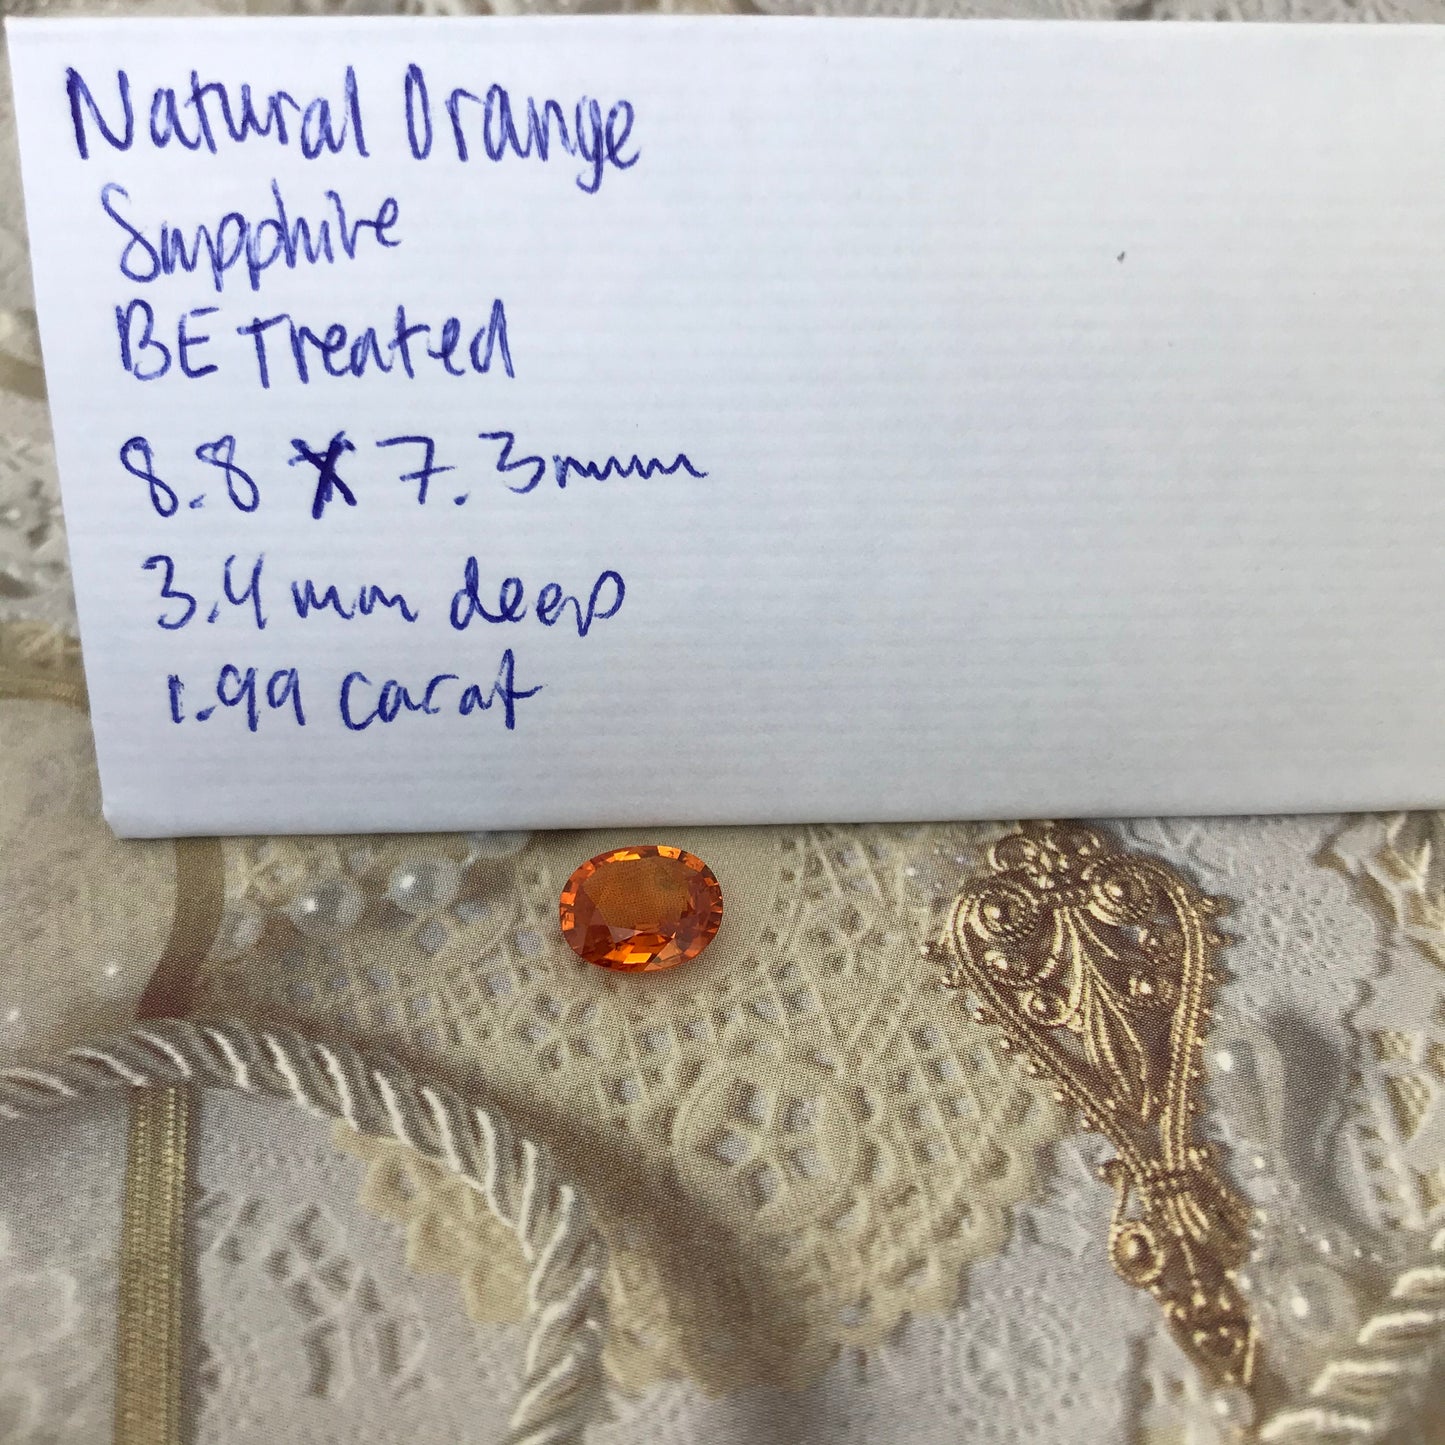 Natural Orange
Sapphire
BE Treated
8.8 X 7.3mm
3.4mm deep
1.99 carat